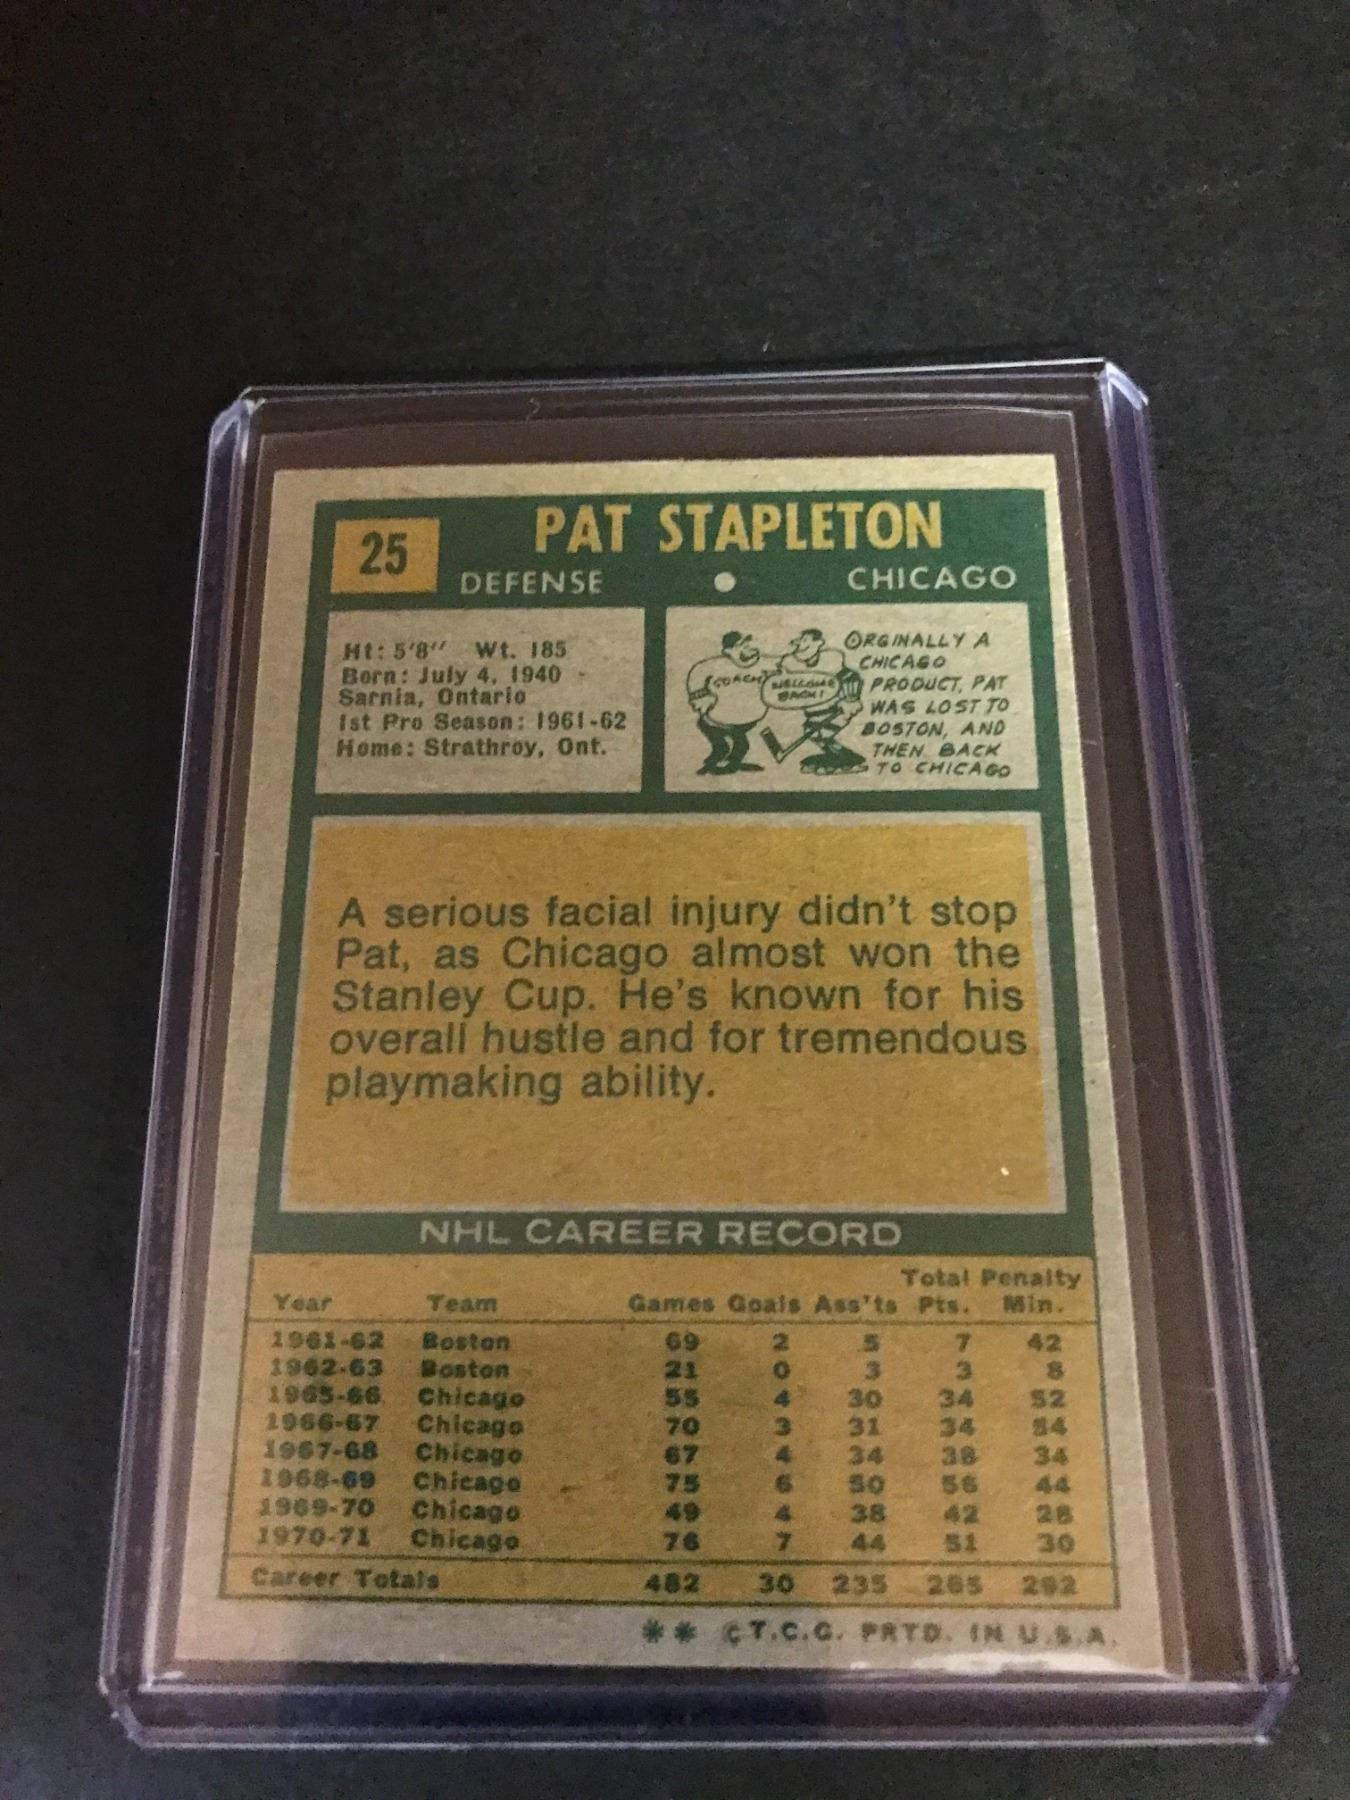 25
PAT STAPLETON
DEFENSE • CHICAGO
Ht: 5'8" Wt. 185
Born: July 4, 1940
Sarnia, Ontario
1st Pro Season: 1961-62
Home: Strathroy, Ont.
COACH
WELCOME
BACK!
ORGINALLY A
CHICAGO
PRODUCT, PAT
WAS LOST TO
BOSTON, AND
THEN BACK
TO CHICAGO
A serious facial injury didn't stop
Pat, as Chicago almost won the
Stanley Cup. He's known for his
overall hustle and for tremendous
playmaking ability.
NHL CAREER RECORD
Total Penalty
Year Team Games Goals Ass'ts Pts. Min.
1961-62 Boston 69 2 5 7 42
1962-63 Boston 21 0 3 3 8
1965-66 Chicago 55 4 30 34 52
1966-67 Chicago 70 3 31 34 54
1967-68 Chicago 67 4 34 38 34
1968-69 Chicago 75 6 50 56 44
1969-70 Chicago 49 4 38 42 28
1970-71 Chicago 76 7 44 51 30
Career Totals 482 30 235 265 292
** © T.C.G. PRTD. IN U.S.A.